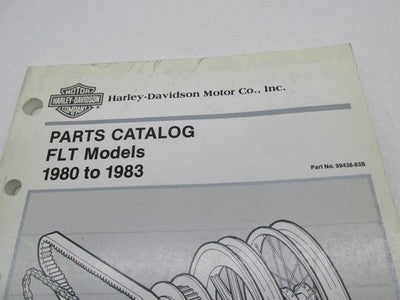 MOTOR
HARLEY-DAVIDSON
COMPANY
Harley-Davidson Motor Co., Inc.
PARTS CATALOG
FLT Models
1980 to 1983
Part No. 99438-83B